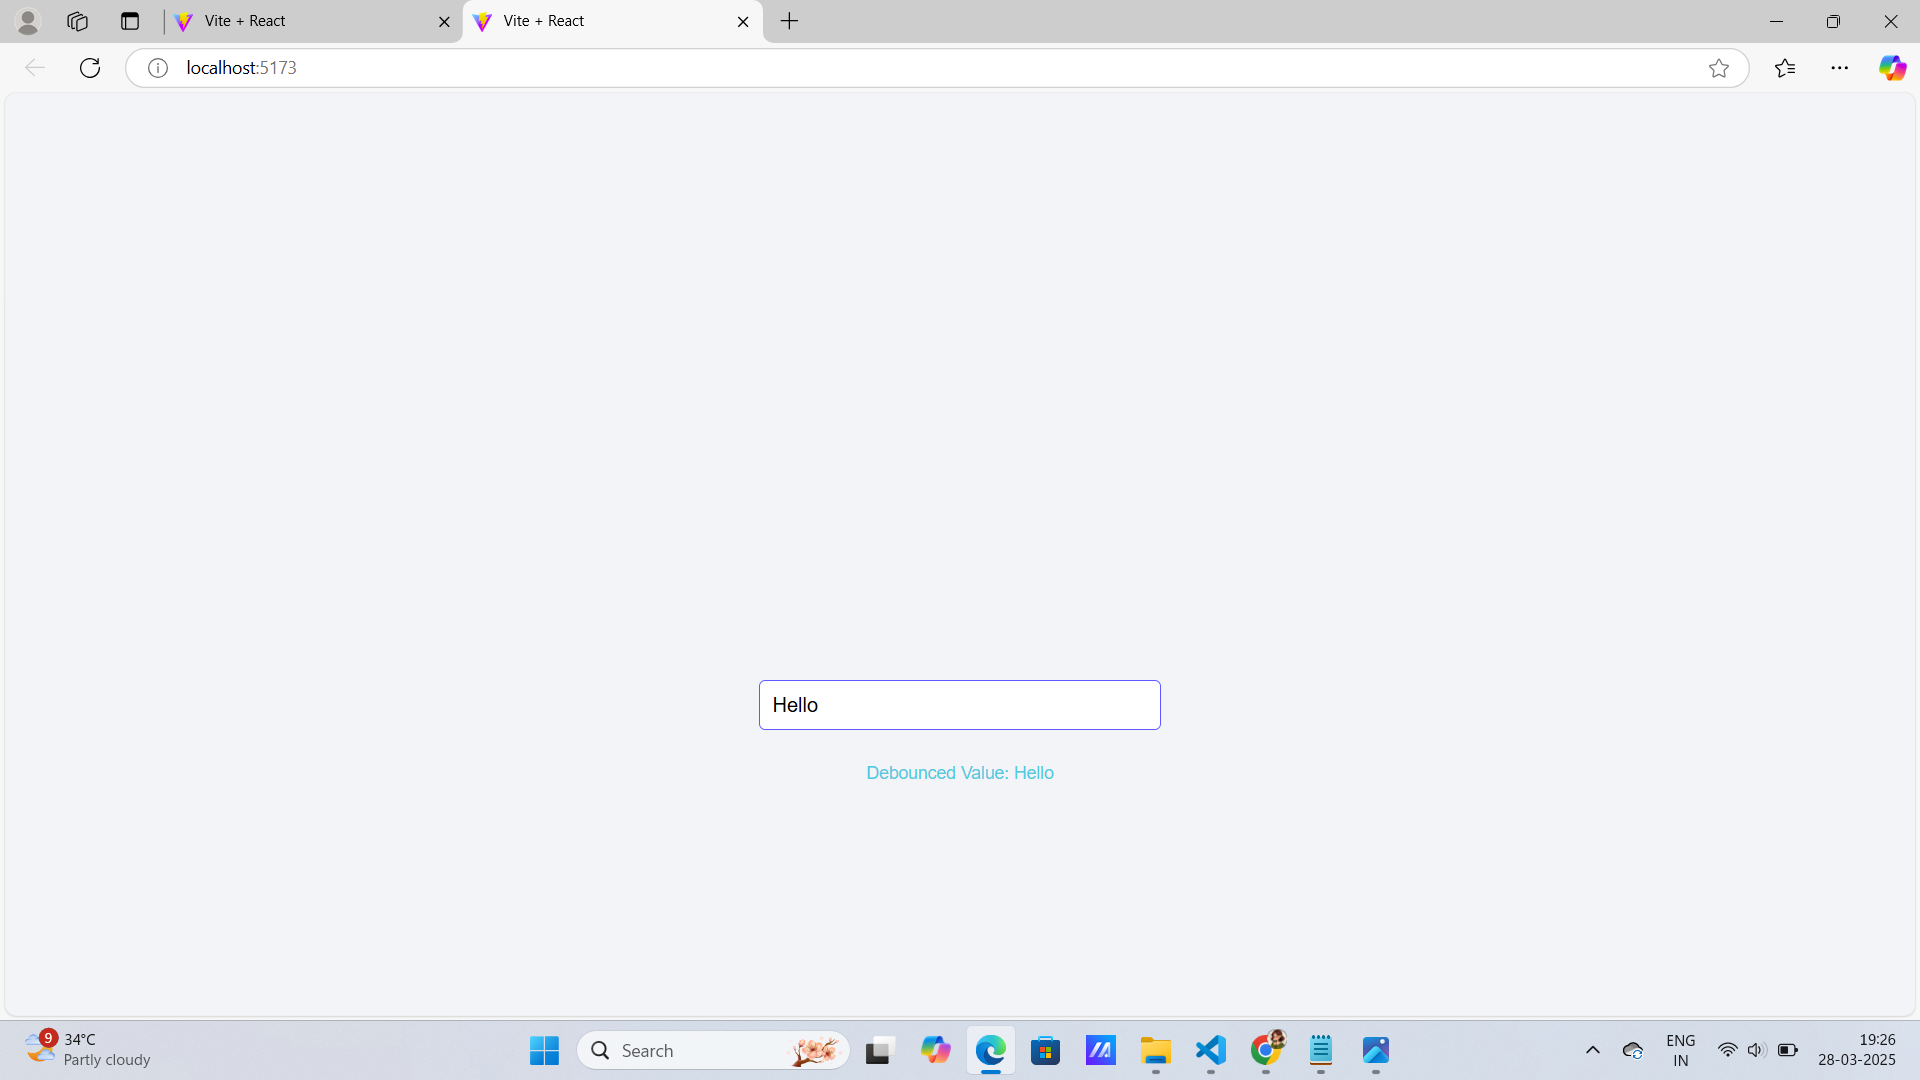 Vite + React
Vite + React
localhost:5173
Hello
Debounced Value: Hello
9
34°C
Partly cloudy
Search
ENG
IN
19:26
28-03-2025